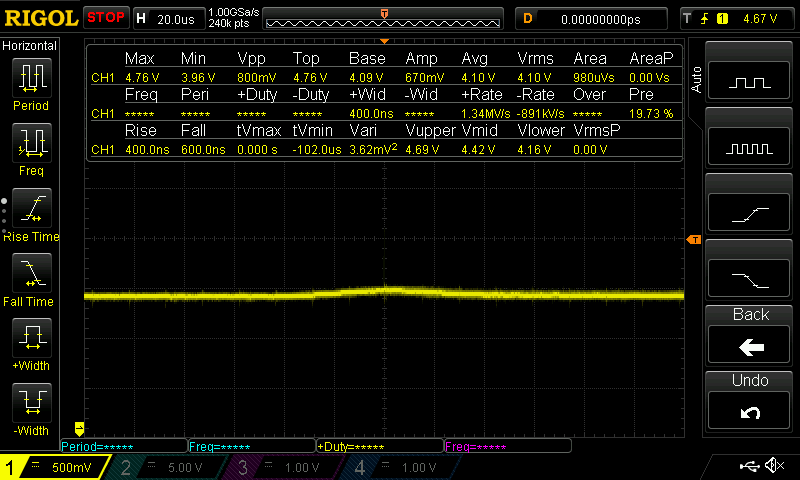 RIGOL STOP H 20.0us 1.00GSa/s 240k pts T D 0.00000000ps T 1 4.67 V
Horizontal
Period
Freq
Rise Time
Fall Time
+Width
-Width
Max Min Vpp Top Base Amp Avg Vrms Area AreaP
CH1 4.76 V 3.96 V 800mV 4.76 V 4.09 V 670mV 4.10 V 4.10 V 980uVs 0.00 Vs
Freq Peri +Duty -Duty +Wid -Wid +Rate -Rate Over Pre
CH1 ***** ***** ***** ***** 400.0ns ***** 1.34MV/s -891kV/s ***** 19.73 %
Rise Fall tVmax tVmin Vari Vupper Vmid Vlower VrmsP
CH1 400.0ns 600.0ns 0.000 s -102.0us 3.62mV² 4.69 V 4.42 V 4.16 V 0.00 V
T
Auto
Back
Undo
Period=***** Freq=***** +Duty=***** Freq=*****
1 500mV 2 5.00 V 3 1.00 V 4 1.00 V